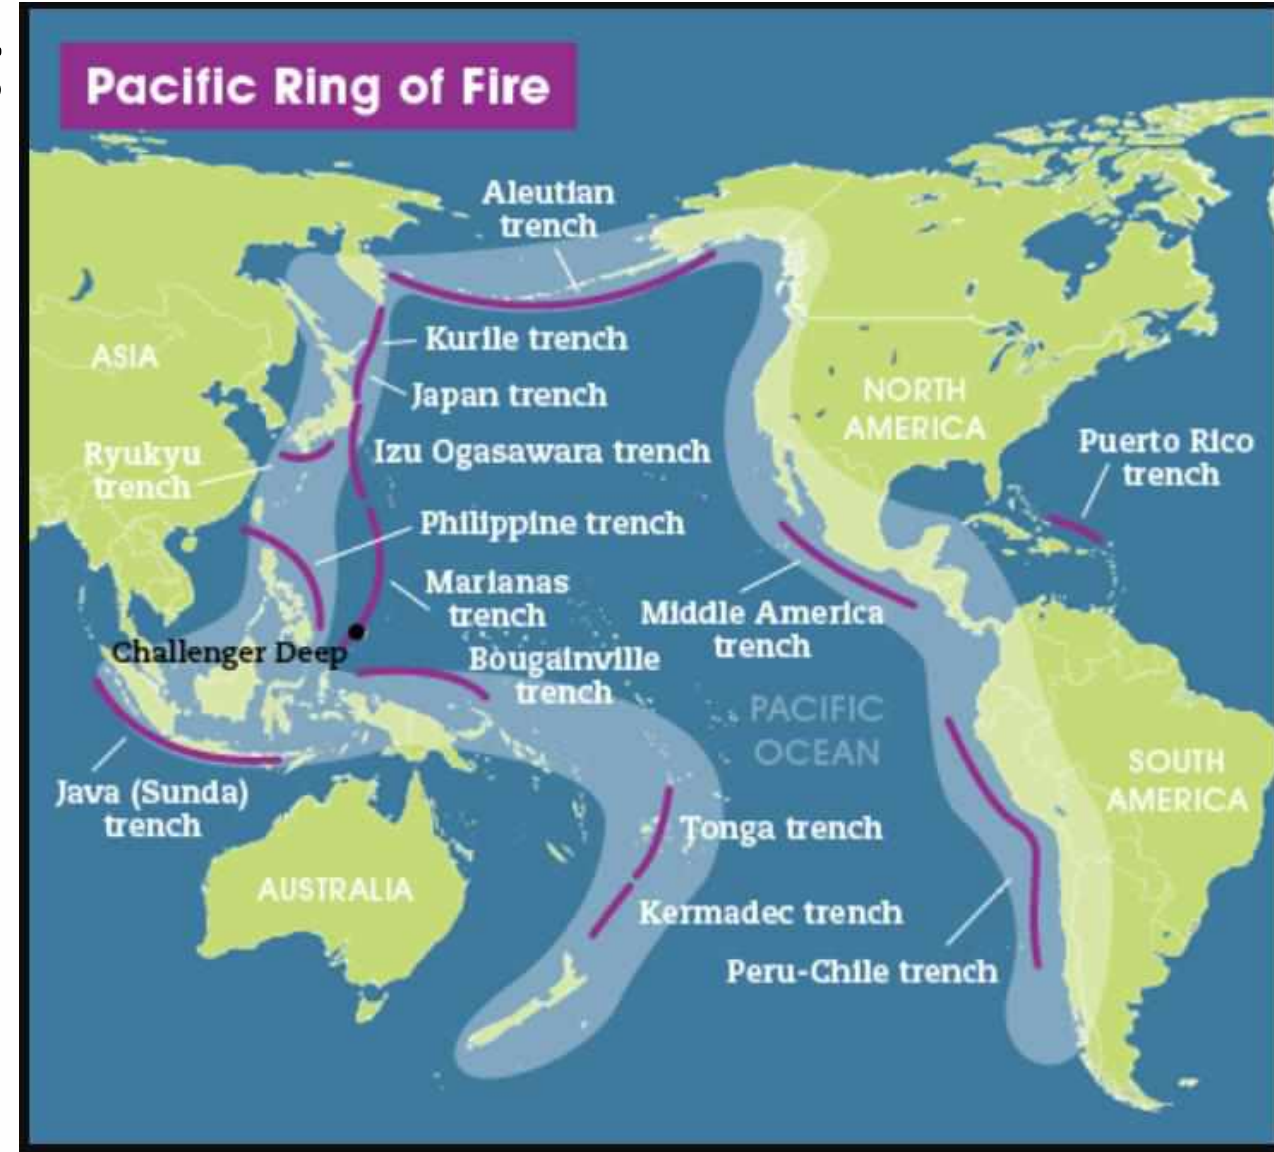 Pacific Ring of Fire
Aleutian
trench
Kurile trench
ASIA
Japan trench
NORTH
AMERICA
Ryukyu
trench
Izu Ogasawara trench
Puerto Rico
trench
Philippine trench
Marianas
trench
Middle America
trench
Challenger Deep
Bougainville
trench
PACIFIC
OCEAN
Java (Sunda)
trench
SOUTH
AMERICA
Tonga trench
AUSTRALIA
Kermadec trench
Peru-Chile trench